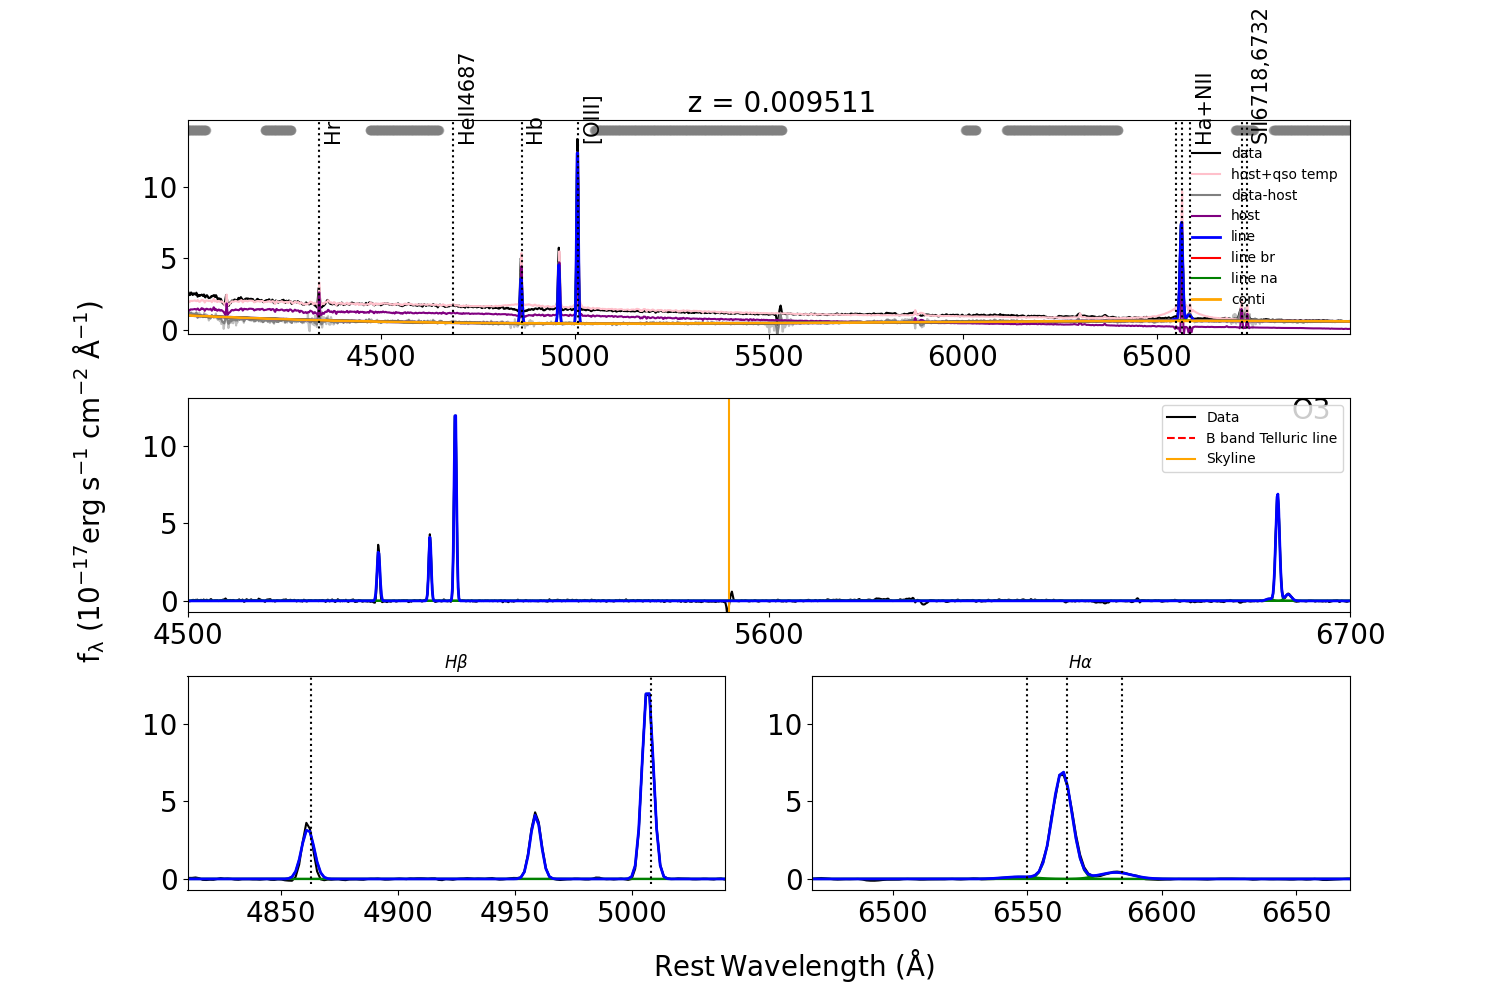 z = 0.009511
Hr
HeII4687
Hb
[OIII]
Ha+NII
SII6718,6732
data
host+qso temp
data-host
host
line
line br
line na
conti
10
5
0
4500
5000
5500
6000
6500
O3
Data
B band Telluric line
Skyline
10
5
0
4500
5600
6700
fλ (10⁻¹⁷erg s⁻¹ cm⁻² Å⁻¹)
Hβ
10
5
0
4850
4900
4950
5000
Hα
10
5
0
6500
6550
6600
6650
Rest Wavelength (Å)